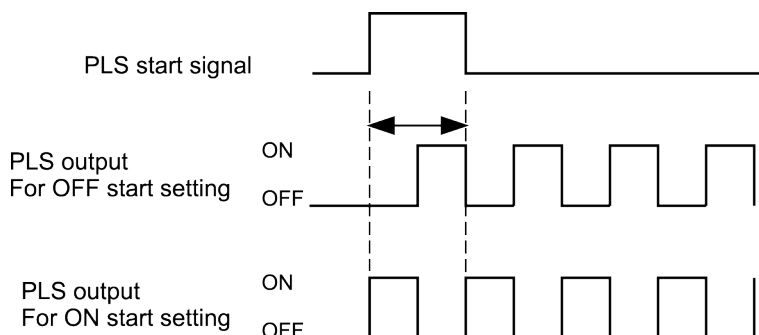 PLS start signal
PLS output
ON
For OFF start setting
OFF
PLS output
ON
For ON start setting
OFF